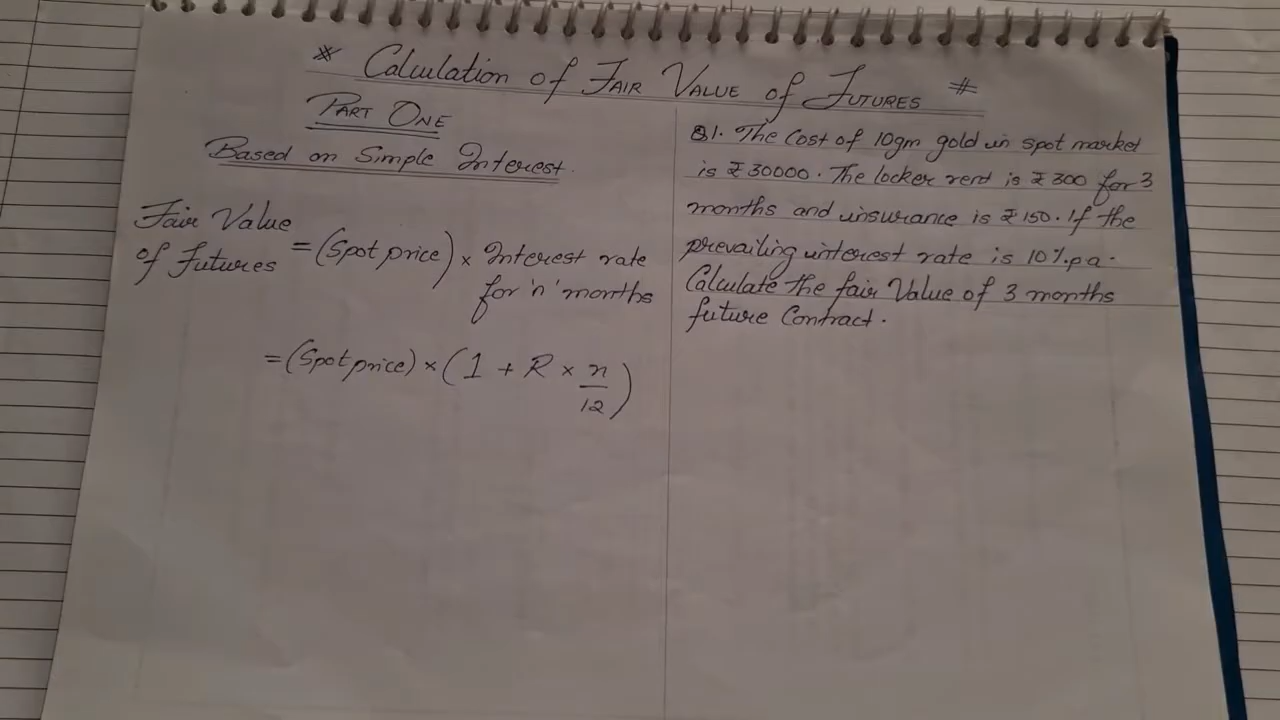 * Calculation of FAIR VALUE of FUTURES #
PART ONE
BASED on Simple Interest.
Fair Value
of Futures = (Spot price) × Interest rate
for 'n' months
= (Spot price) × (1 + R × n/12)
Q1. The Cost of 10gm gold in spot market
is ₹30000. The locker rent is ₹300 for 3
months and insurance is ₹150. If the
prevailing interest rate is 10%.pa.
Calculate the fair Value of 3 months
future Contract.